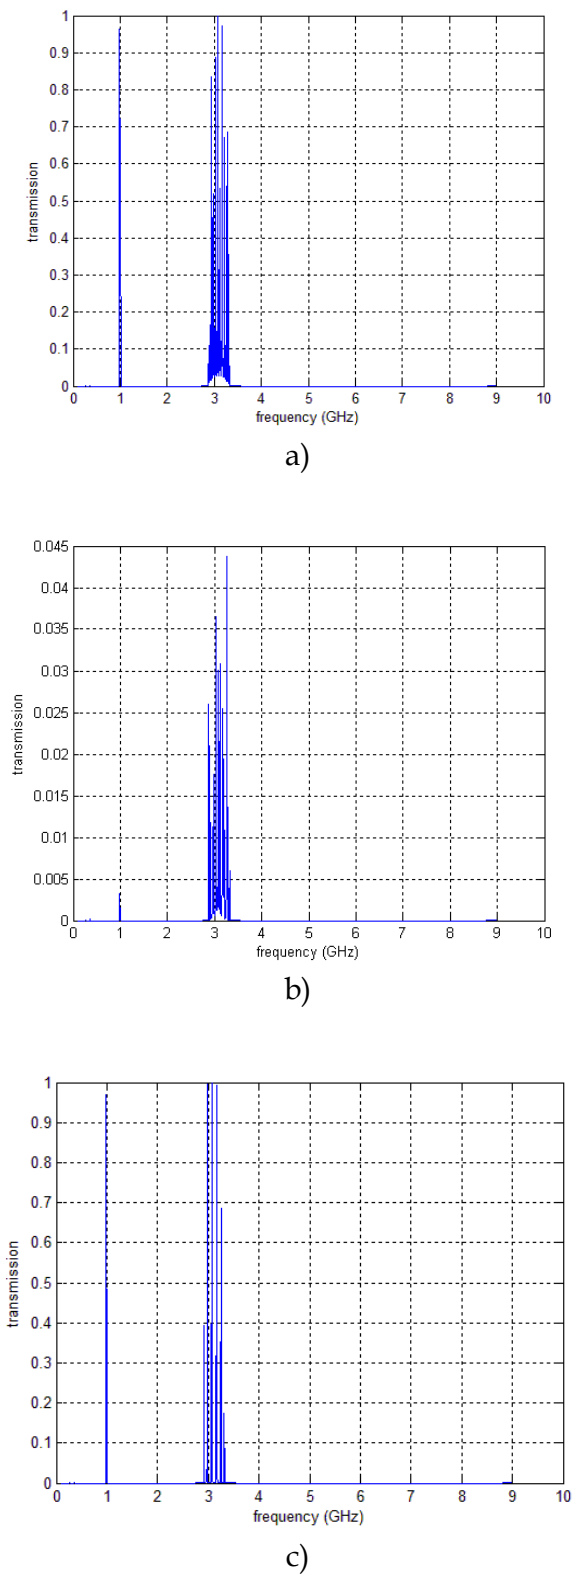 1
0.9
0.8
0.7
0.6
0.5
0.4
0.3
0.2
0.1
0
transmission
0 1 2 3 4 5 6 7 8 9 10
frequency (GHz)
a)
0.045
0.04
0.035
0.03
0.025
0.02
0.015
0.01
0.005
0
transmission
0 1 2 3 4 5 6 7 8 9 10
frequency (GHz)
b)
1
0.9
0.8
0.7
0.6
0.5
0.4
0.3
0.2
0.1
0
transmission
0 1 2 3 4 5 6 7 8 9 10
frequency (GHz)
c)